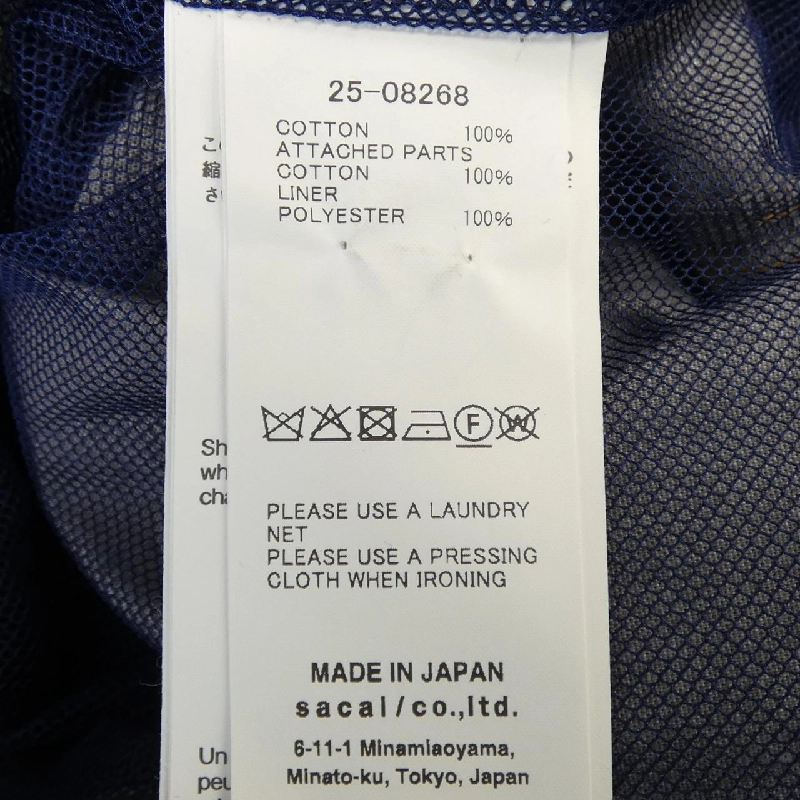 25-08268
COTTON 100%
ATTACHED PARTS
COTTON 100%
LINER
POLYESTER 100%
F
W
PLEASE USE A LAUNDRY
NET
PLEASE USE A PRESSING
CLOTH WHEN IRONING
MADE IN JAPAN
sacai/co.,ltd.
6-11-1 Minamiaoyama,
Minato-ku, Tokyo, Japan